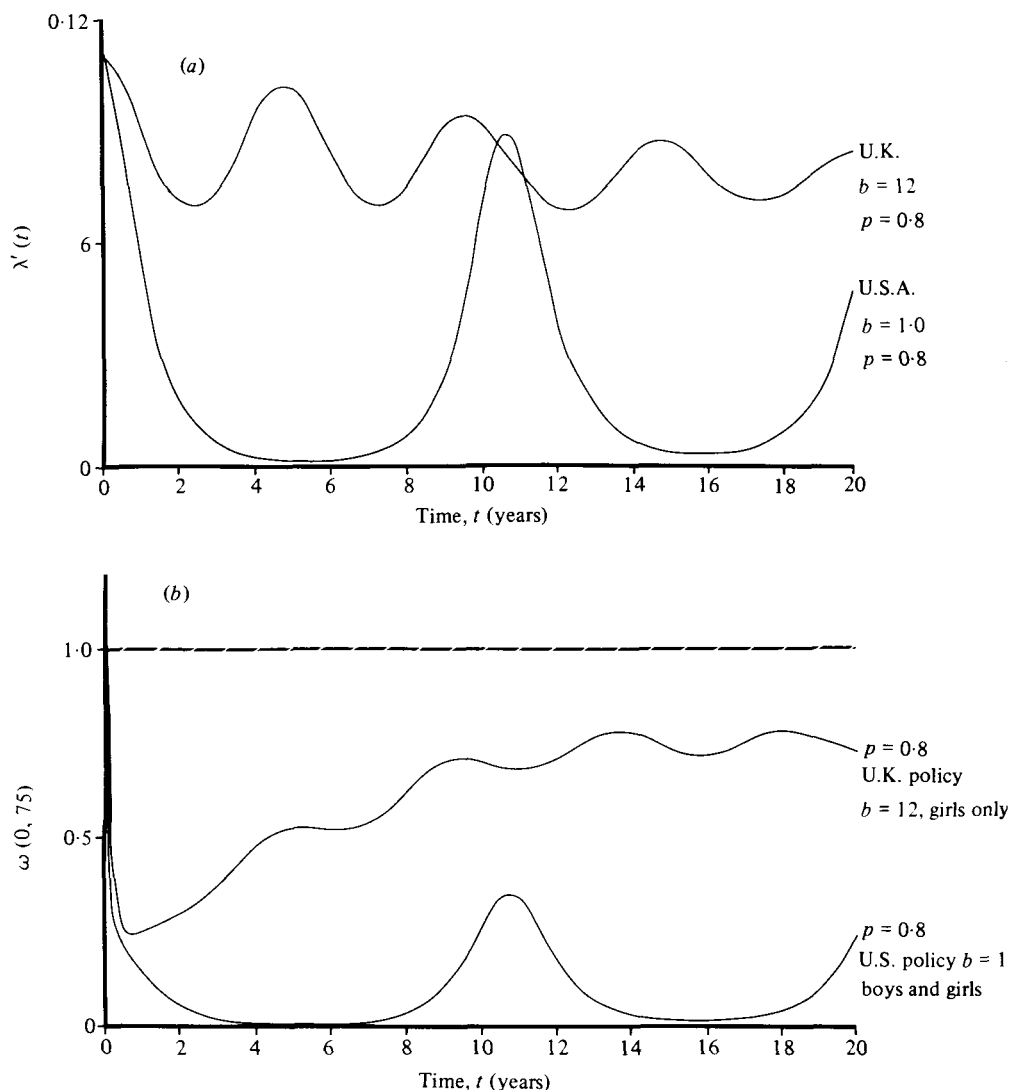 0·12
(a)
6
λ′(t)
0
0 2 4 6 8 10 12 14 16 18 20
Time, t (years)
U.K.
b = 12
p = 0·8
U.S.A.
b = 1·0
p = 0·8
(b)
1·0
0·5
ω (0, 75)
0
0 2 4 6 8 10 12 14 16 18 20
Time, t (years)
p = 0·8
U.K. policy
b = 12, girls only
p = 0·8
U.S. policy b = 1
boys and girls